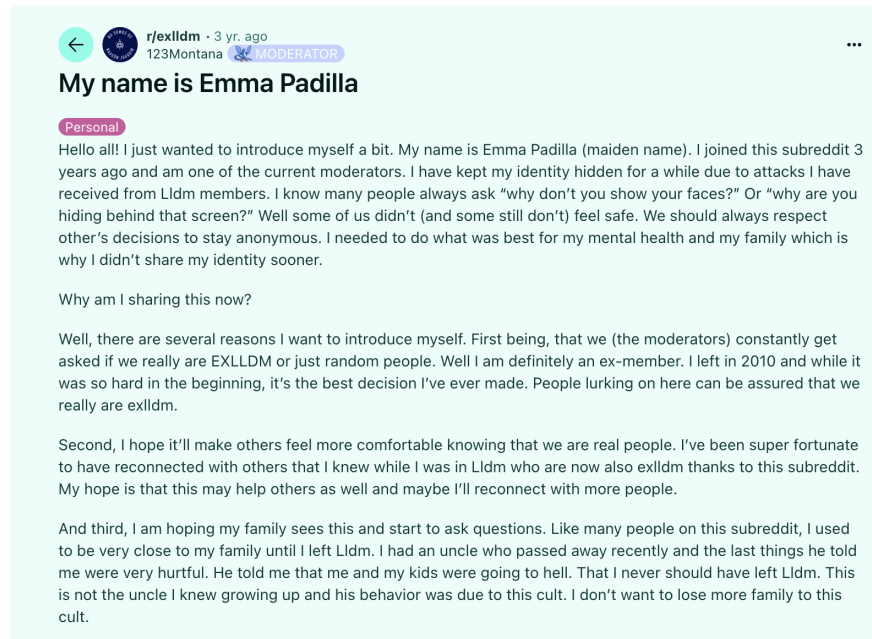 r/exlldm • 3 yr. ago
123Montana MODERATOR
My name is Emma Padilla
Personal
Hello all! I just wanted to introduce myself a bit. My name is Emma Padilla (maiden name). I joined this subreddit 3
years ago and am one of the current moderators. I have kept my identity hidden for a while due to attacks I have
received from Lldm members. I know many people always ask “why don’t you show your faces?” Or “why are you
hiding behind that screen?” Well some of us didn’t (and some still don’t) feel safe. We should always respect
other’s decisions to stay anonymous. I needed to do what was best for my mental health and my family which is
why I didn’t share my identity sooner.
Why am I sharing this now?
Well, there are several reasons I want to introduce myself. First being, that we (the moderators) constantly get
asked if we really are EXLLDM or just random people. Well I am definitely an ex-member. I left in 2010 and while it
was so hard in the beginning, it’s the best decision I’ve ever made. People lurking on here can be assured that we
really are exlldm.
Second, I hope it’ll make others feel more comfortable knowing that we are real people. I’ve been super fortunate
to have reconnected with others that I knew while I was in Lldm who are now also exlldm thanks to this subreddit.
My hope is that this may help others as well and maybe I’ll reconnect with more people.
And third, I am hoping my family sees this and start to ask questions. Like many people on this subreddit, I used
to be very close to my family until I left Lldm. I had an uncle who passed away recently and the last things he told
me were very hurtful. He told me that me and my kids were going to hell. That I never should have left Lldm. This
is not the uncle I knew growing up and his behavior was due to this cult. I don’t want to lose more family to this
cult.